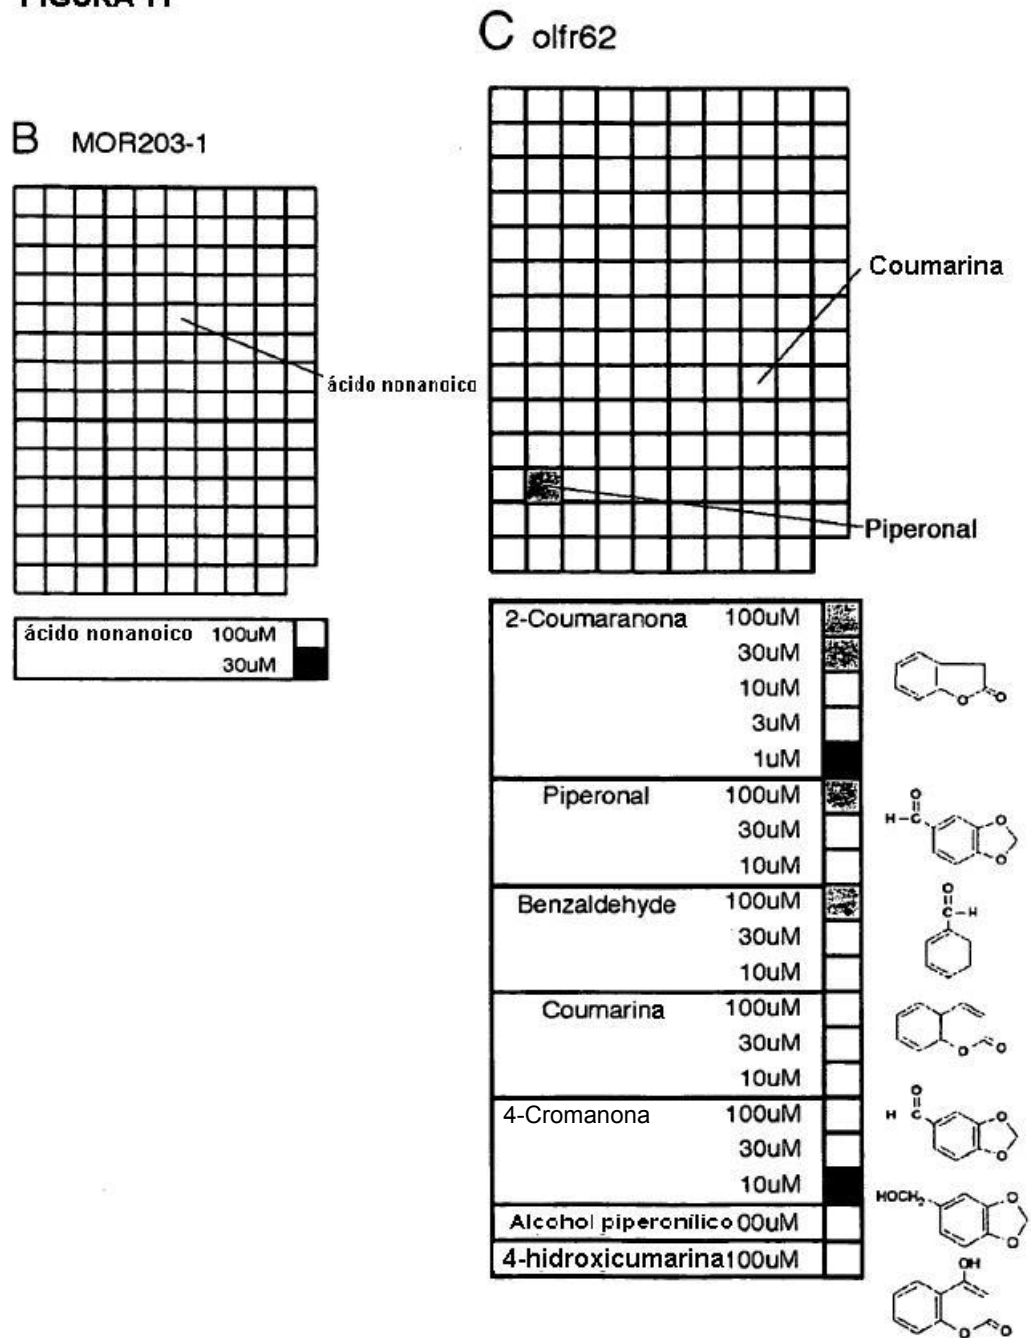 FIGURA 11
C olfr62
B MOR203-1
Coumarina
ácido nonanoico
Piperonal
ácido nonanoico 100uM
30uM
2-Coumaranona 100uM
30uM
10uM
3uM
1uM
Piperonal 100uM
30uM
10uM
Benzaldehyde 100uM
30uM
10uM
Coumarina 100uM
30uM
10uM
4-Cromanona 100uM
30uM
10uM
Alcohol piperonílico 00uM
4-hidroxicumarina100uM
O
O
O
H
C
O
O
O
C
H
O
O
O
H
C
O
O
HOCH2
O
O
OH
O
O